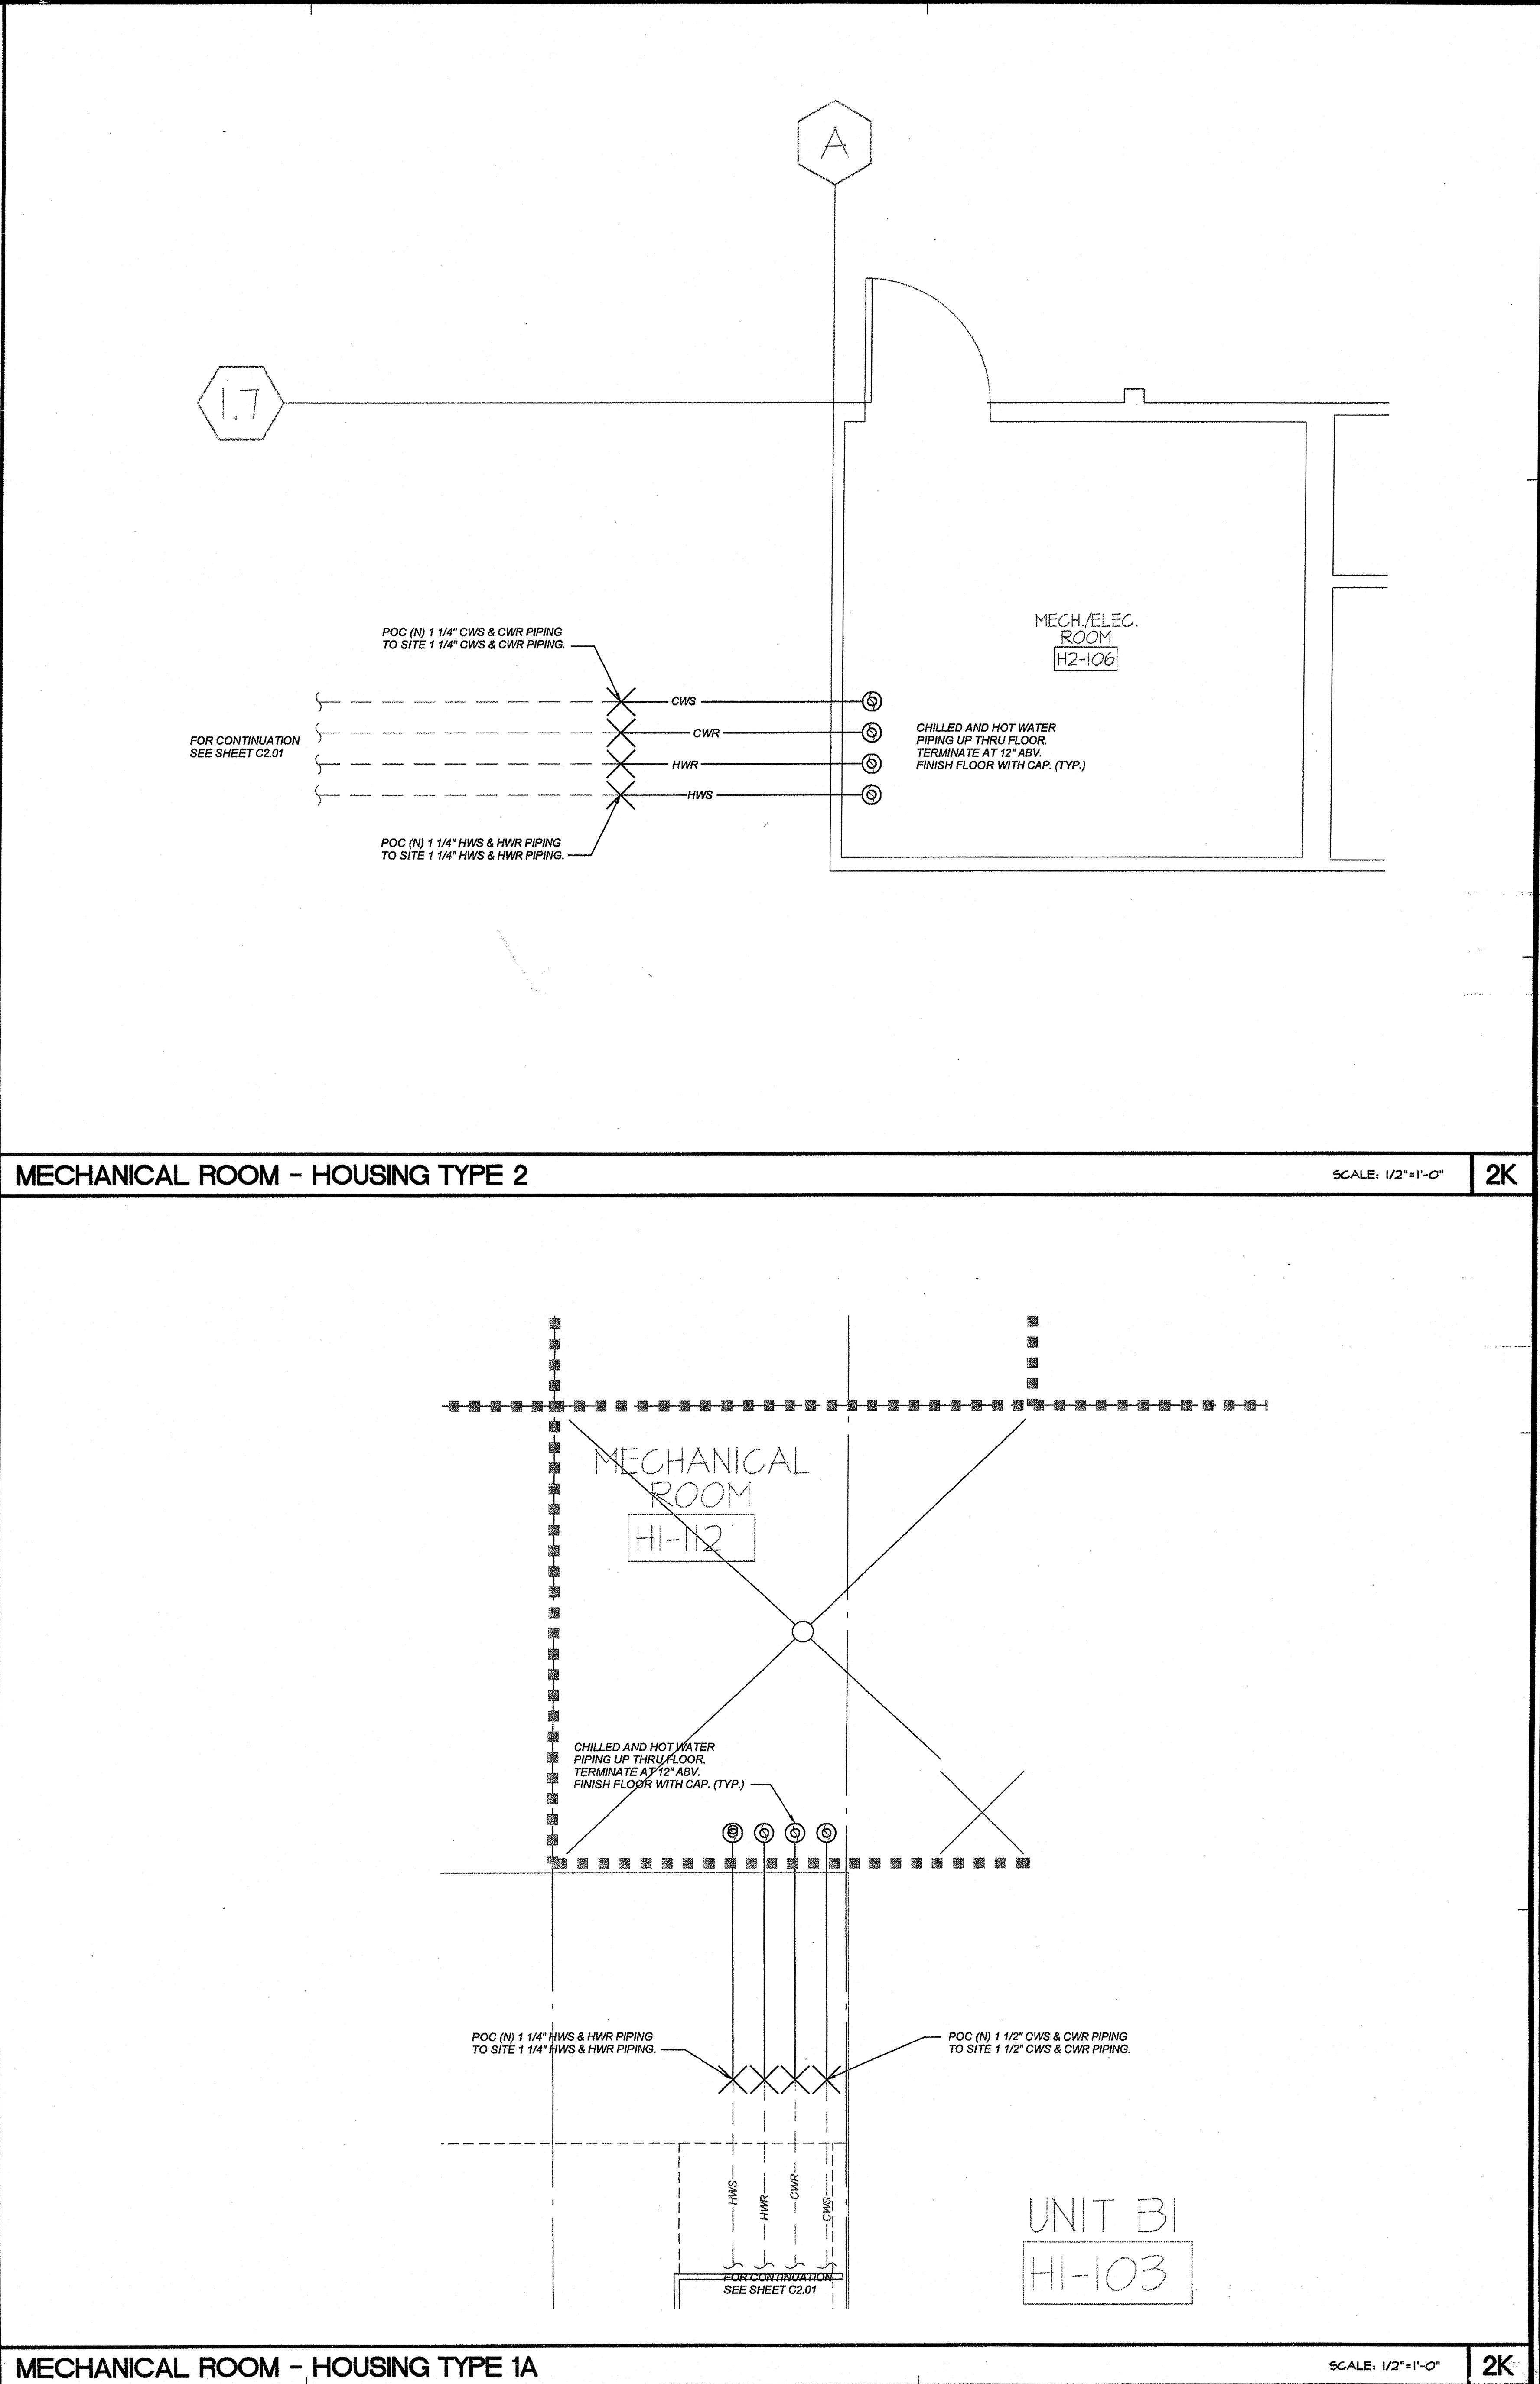 A
1.7
MECH./ELEC.
ROOM
H2-106
POC (N) 1 1/4" CWS & CWR PIPING
TO SITE 1 1/4" CWS & CWR PIPING.
CWS
CWR
HWR
HWS
FOR CONTINUATION
SEE SHEET C2.01
CHILLED AND HOT WATER
PIPING UP THRU FLOOR.
TERMINATE AT 12" ABV.
FINISH FLOOR WITH CAP. (TYP.)
POC (N) 1 1/4" HWS & HWR PIPING
TO SITE 1 1/4" HWS & HWR PIPING.
MECHANICAL ROOM - HOUSING TYPE 2
SCALE: 1/2"=1'-0"
2K
MECHANICAL
ROOM
H1-112
CHILLED AND HOT WATER
PIPING UP THRU FLOOR.
TERMINATE AT 12" ABV.
FINISH FLOOR WITH CAP. (TYP.)
POC (N) 1 1/4" HWS & HWR PIPING
TO SITE 1 1/4" HWS & HWR PIPING.
POC (N) 1 1/2" CWS & CWR PIPING
TO SITE 1 1/2" CWS & CWR PIPING.
HWS
HWR
CWR
CWS
FOR CONTINUATION
SEE SHEET C2.01
UNIT B1
H1-103
MECHANICAL ROOM - HOUSING TYPE 1A
SCALE: 1/2"=1'-0"
2K